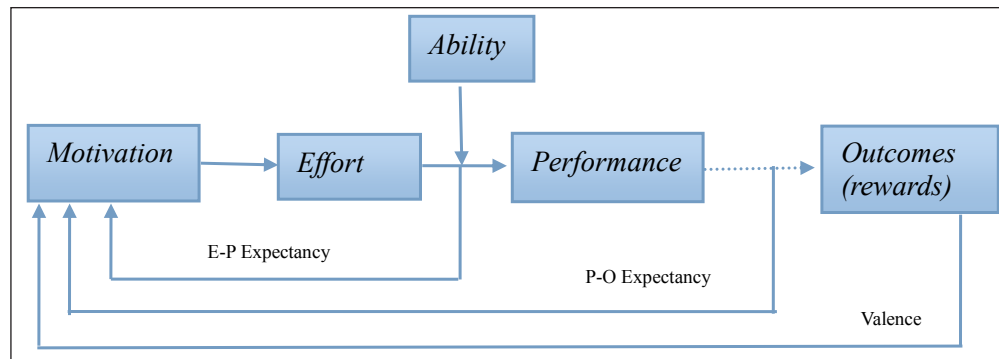 Ability
Motivation
Effort
Performance
Outcomes
(rewards)
E-P Expectancy
P-O Expectancy
Valence